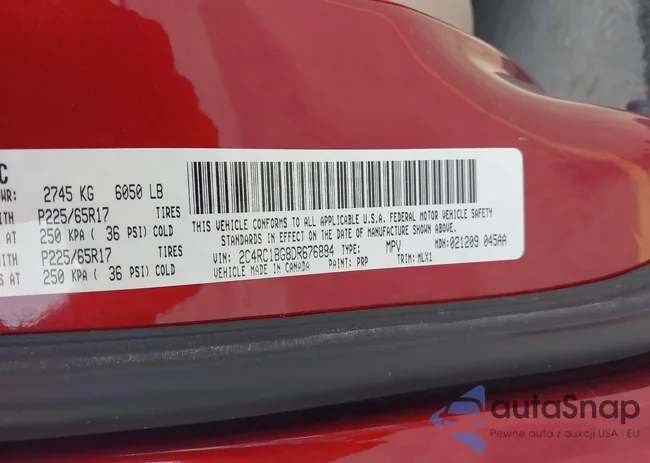 C
WR: 2745 KG 6050 LB
ITH P225/65R17 TIRES
S AT 250 KPA ( 36 PSI) COLD
ITH P225/65R17 TIRES
S AT 250 KPA ( 36 PSI) COLD
THIS VEHICLE CONFORMS TO ALL APPLICABLE U.S.A. FEDERAL MOTOR VEHICLE SAFETY
STANDARDS IN EFFECT ON THE DATE OF MANUFACTURE SHOWN ABOVE.
VIN: 2C4RC1BG8DR676894 TYPE: MPV MDH: 021209 045AA
MADE IN CANADA PAINT: PRP TRIM: MLX1
autaSnap
Pewne auta z aukcji USA i EU